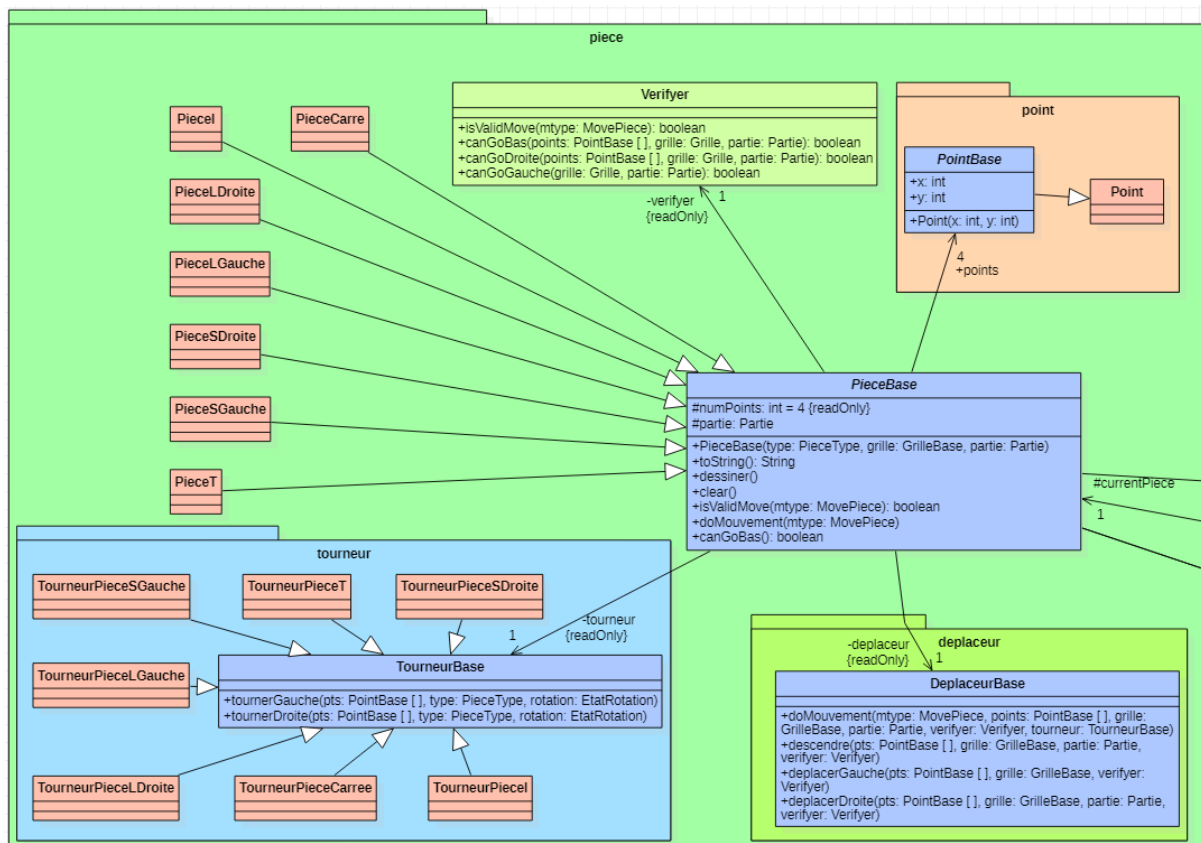 piece
PieceI
PieceCarre
PieceLDroite
PieceLGauche
PieceSDroite
PieceSGauche
PieceT
Verifyer
+isValidMove(mtype: MovePiece): boolean
+canGoBas(points: PointBase [ ], grille: Grille, partie: Partie): boolean
+canGoDroite(points: PointBase [ ], grille: Grille, partie: Partie): boolean
+canGoGauche(grille: Grille, partie: Partie): boolean
-verifyer
{readOnly}
1
point
PointBase
+x: int
+y: int
+Point(x: int, y: int)
Point
4
+points
PieceBase
#numPoints: int = 4 {readOnly}
#partie: Partie
+PieceBase(type: PieceType, grille: GrilleBase, partie: Partie)
+toString(): String
+dessiner()
+clear()
+isValidMove(mtype: MovePiece): boolean
+doMouvement(mtype: MovePiece)
+canGoBas(): boolean
#currentPiece
1
tourneur
TourneurPieceSGauche
TourneurPieceT
TourneurPieceSDroite
-tourneur
{readOnly}
1
TourneurPieceLGauche
TourneurBase
+tournerGauche(pts: PointBase [ ], type: PieceType, rotation: EtatRotation)
+tournerDroite(pts: PointBase [ ], type: PieceType, rotation: EtatRotation)
TourneurPieceLDroite
TourneurPieceCarree
TourneurPieceI
deplaceur
-deplaceur
{readOnly}
1
DeplaceurBase
+doMouvement(mtype: MovePiece, points: PointBase [ ], grille:
GrilleBase, partie: Partie, verifyer: Verifyer, tourneur: TourneurBase)
+descendre(pts: PointBase [ ], grille: GrilleBase, partie: Partie,
verifyer: Verifyer)
+deplacerGauche(pts: PointBase [ ], grille: GrilleBase, verifyer:
Verifyer)
+deplacerDroite(pts: PointBase [ ], grille: GrilleBase, partie: Partie,
verifyer: Verifyer)